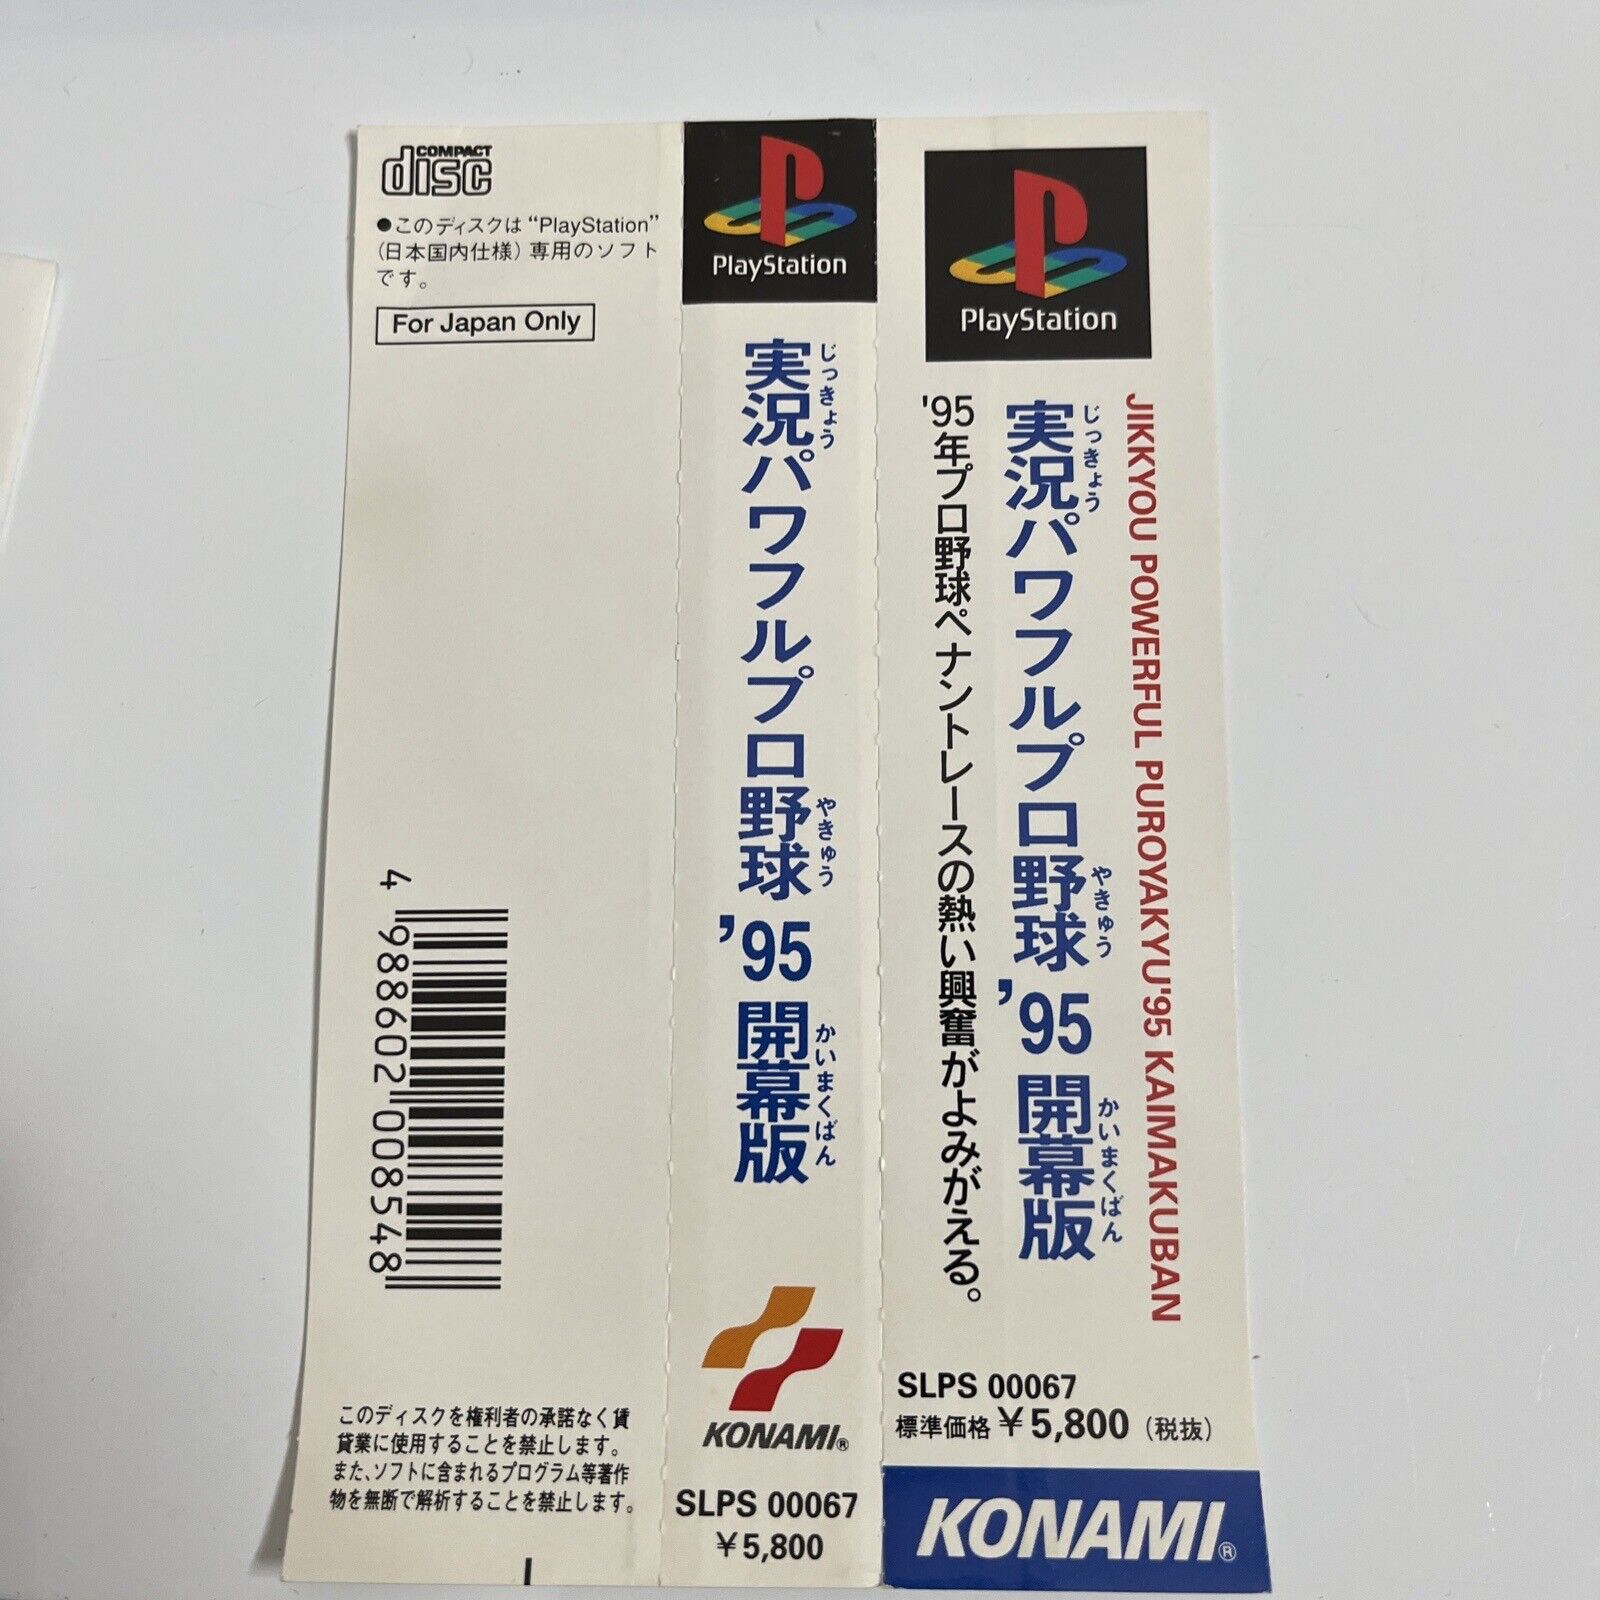 COMPACT
disc
●このディスクは“PlayStation”
(日本国内仕様)専用のソフト
です。
For Japan Only
4 988602 008548
このディスクを権利者の承諾なく賃
貸業に使用することを禁止します。
また、ソフトに含まれるプログラム等著作
物を無断で解析することを禁止します。
PlayStation
じっきょう やきゅう かいまくばん
実況パワフルプロ野球 '95 開幕版
KONAMI®
SLPS 00067
¥5,800
PlayStation
JIKKYOU POWERFUL PUROYAKYU'95 KAIMAKUBAN
じっきょう やきゅう かいまくばん
実況パワフルプロ野球 '95 開幕版
'95年プロ野球ペナントレースの熱い興奮がよみがえる。
SLPS 00067
標準価格 ¥5,800(税抜)
KONAMI®